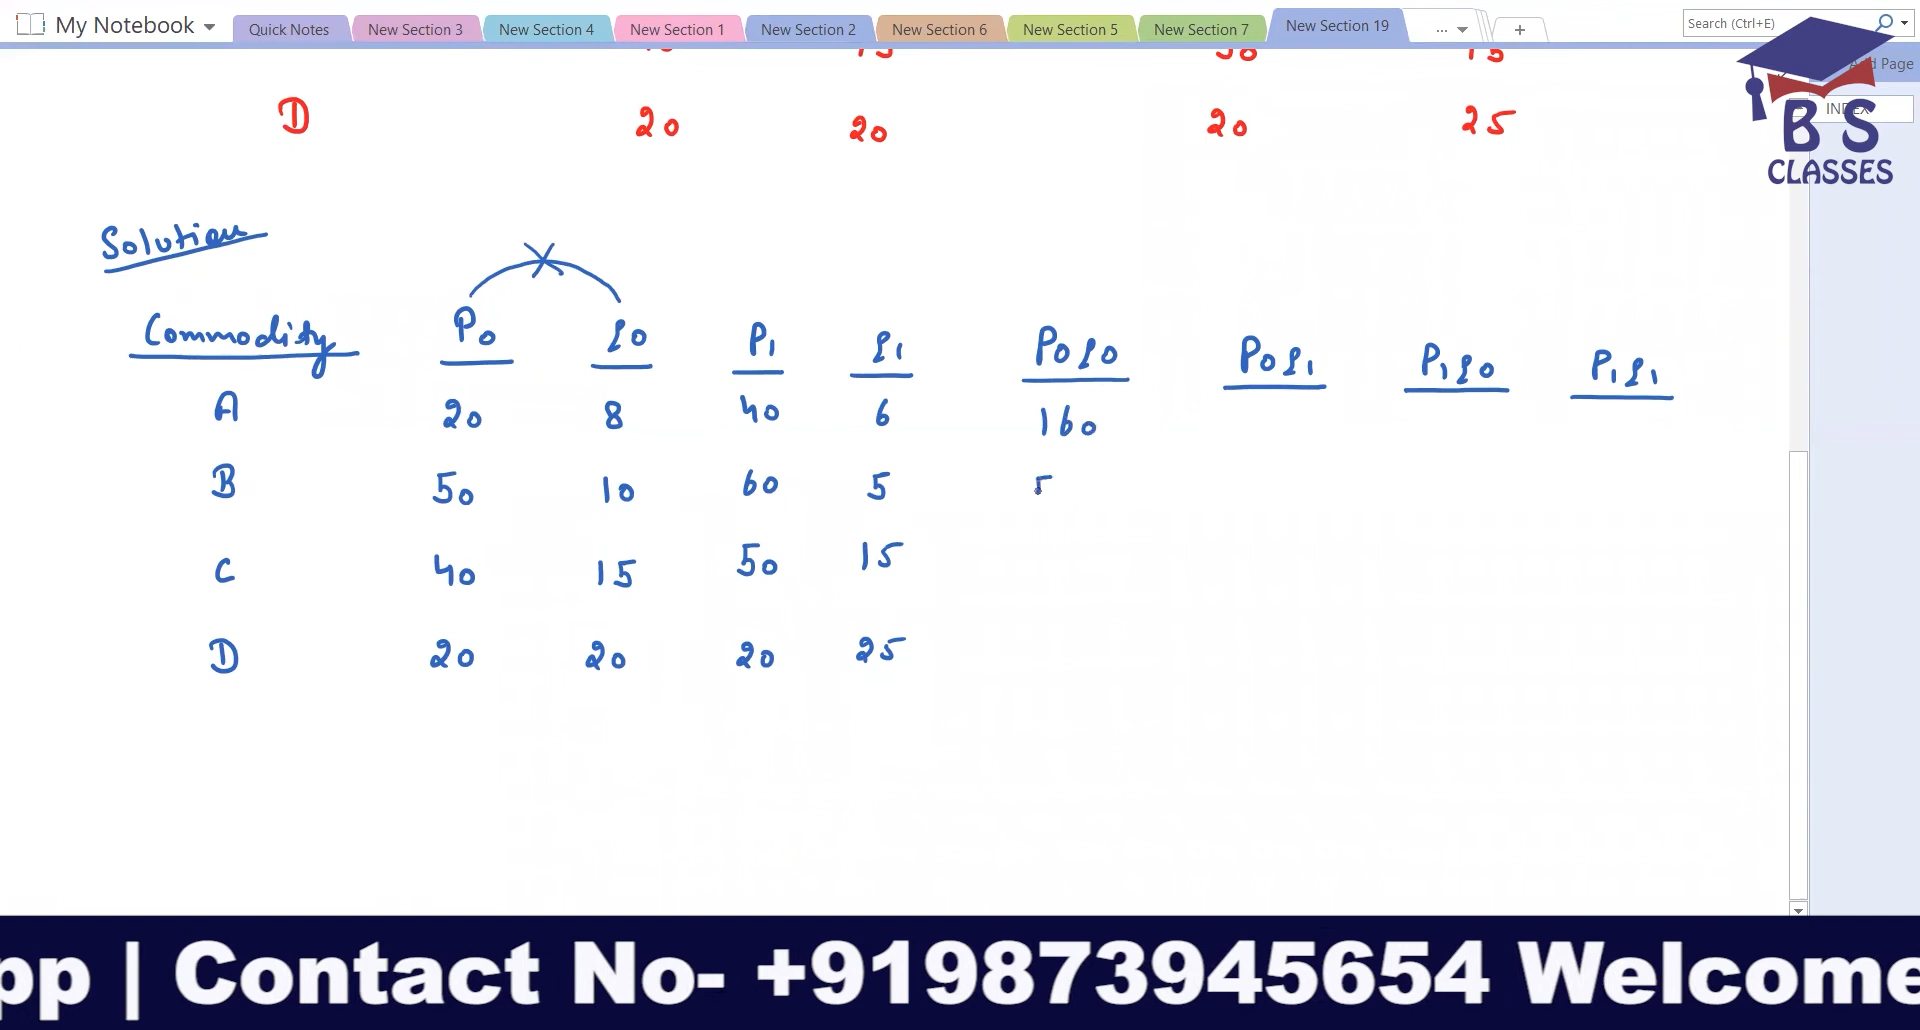 My Notebook Quick Notes New Section 3 New Section 4 New Section 1 New Section 2 New Section 6 New Section 5 New Section 7 New Section 19 ... + Search (Ctrl+E)
Page
INDEX
D 20 20 20 25
B S
CLASSES
Solution
Commodity P0 q0 P1 q1 P0q0 P0q1 P1q0 P1q1
A 20 8 40 6 160
B 50 10 60 5 5
C 40 15 50 15
D 20 20 20 25
pp | Contact No- +919873945654 Welcome